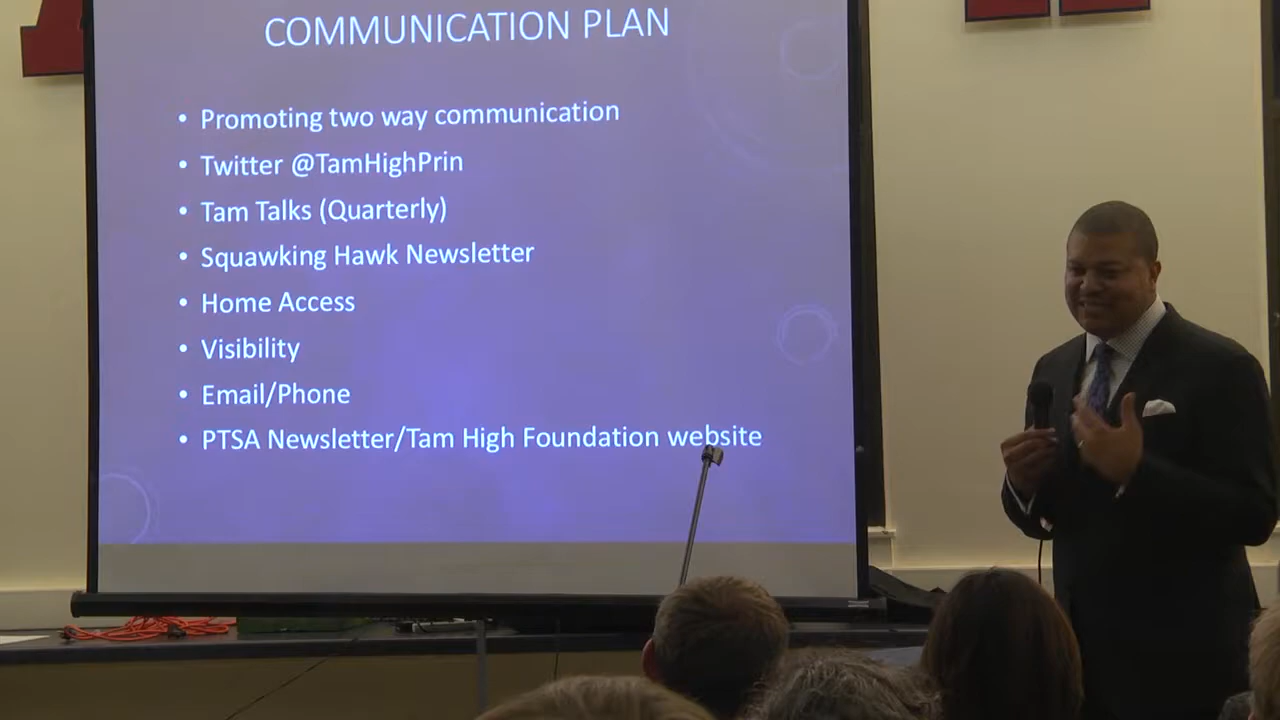 COMMUNICATION PLAN
• Promoting two way communication
• Twitter @TamHighPrin
• Tam Talks (Quarterly)
• Squawking Hawk Newsletter
• Home Access
• Visibility
• Email/Phone
• PTSA Newsletter/Tam High Foundation website